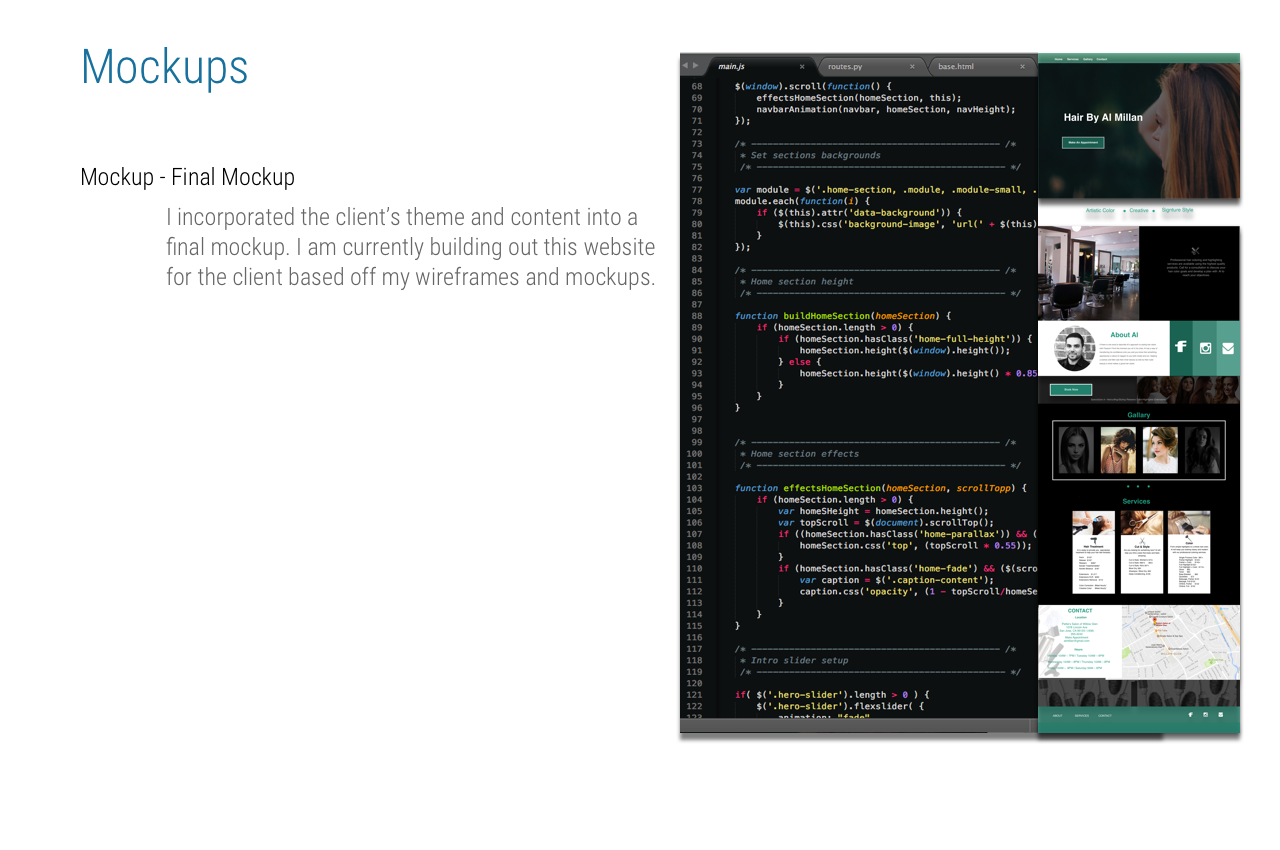 Mockups
Mockup - Final Mockup
I incorporated the client's theme and content into a
final mockup. I am currently building out this website
for the client based off my wireframes and mockups.
main.js × routes.py × base.html ×
68 $(window).scroll(function() {
69 effectsHomeSection(homeSection, this);
70 navbarAnimation(navbar, homeSection, navHeight);
71 });
72
73 /* ---------------------------------------------- /*
74 * Set sections backgrounds
75 /* ---------------------------------------------- */
76
77 var module = $('.home-section, .module, .module-small, .
78 module.each(function(i) {
79 if ($(this).attr('data-background')) {
80 $(this).css('background-image', 'url(' + $(this)
81 }
82 });
83
84 /* ---------------------------------------------- /*
85 * Home section height
86 /* ---------------------------------------------- */
87
88 function buildHomeSection(homeSection) {
89 if (homeSection.length > 0) {
90 if (homeSection.hasClass('home-full-height')) {
91 homeSection.height($(window).height());
92 } else {
93 homeSection.height($(window).height() * 0.85
94 }
95 }
96 }
97
98
99 /* ---------------------------------------------- /*
100 * Home section effects
101 /* ---------------------------------------------- */
102
103 function effectsHomeSection(homeSection, scrollTopp) {
104 if (homeSection.length > 0) {
105 var homeSHeight = homeSection.height();
106 var topScroll = $(document).scrollTop();
107 if ((homeSection.hasClass('home-parallax')) && (
108 homeSection.css('top', (topScroll * 0.55));
109 }
110 if (homeSection.hasClass('home-fade') && ($(scro
111 var caption = $('.caption-content');
112 caption.css('opacity', (1 - topScroll/homeSe
113 }
114 }
115 }
116
117 /* ---------------------------------------------- /*
118 * Intro slider setup
119 /* ---------------------------------------------- */
120
121 if( $('.hero-slider').length > 0 ) {
122 $('.hero-slider').flexslider( {
123 animation: "fade"
Home Services Gallery Contact
Hair By Al Millan
Make An Appointment
Artistic Color • Creative • Signture Style
About Al
Book Now
Gallary
Services
Hair Treatment
Cut & Style
Color
CONTACT
Location
Hours
ABOUT SERVICES CONTACT